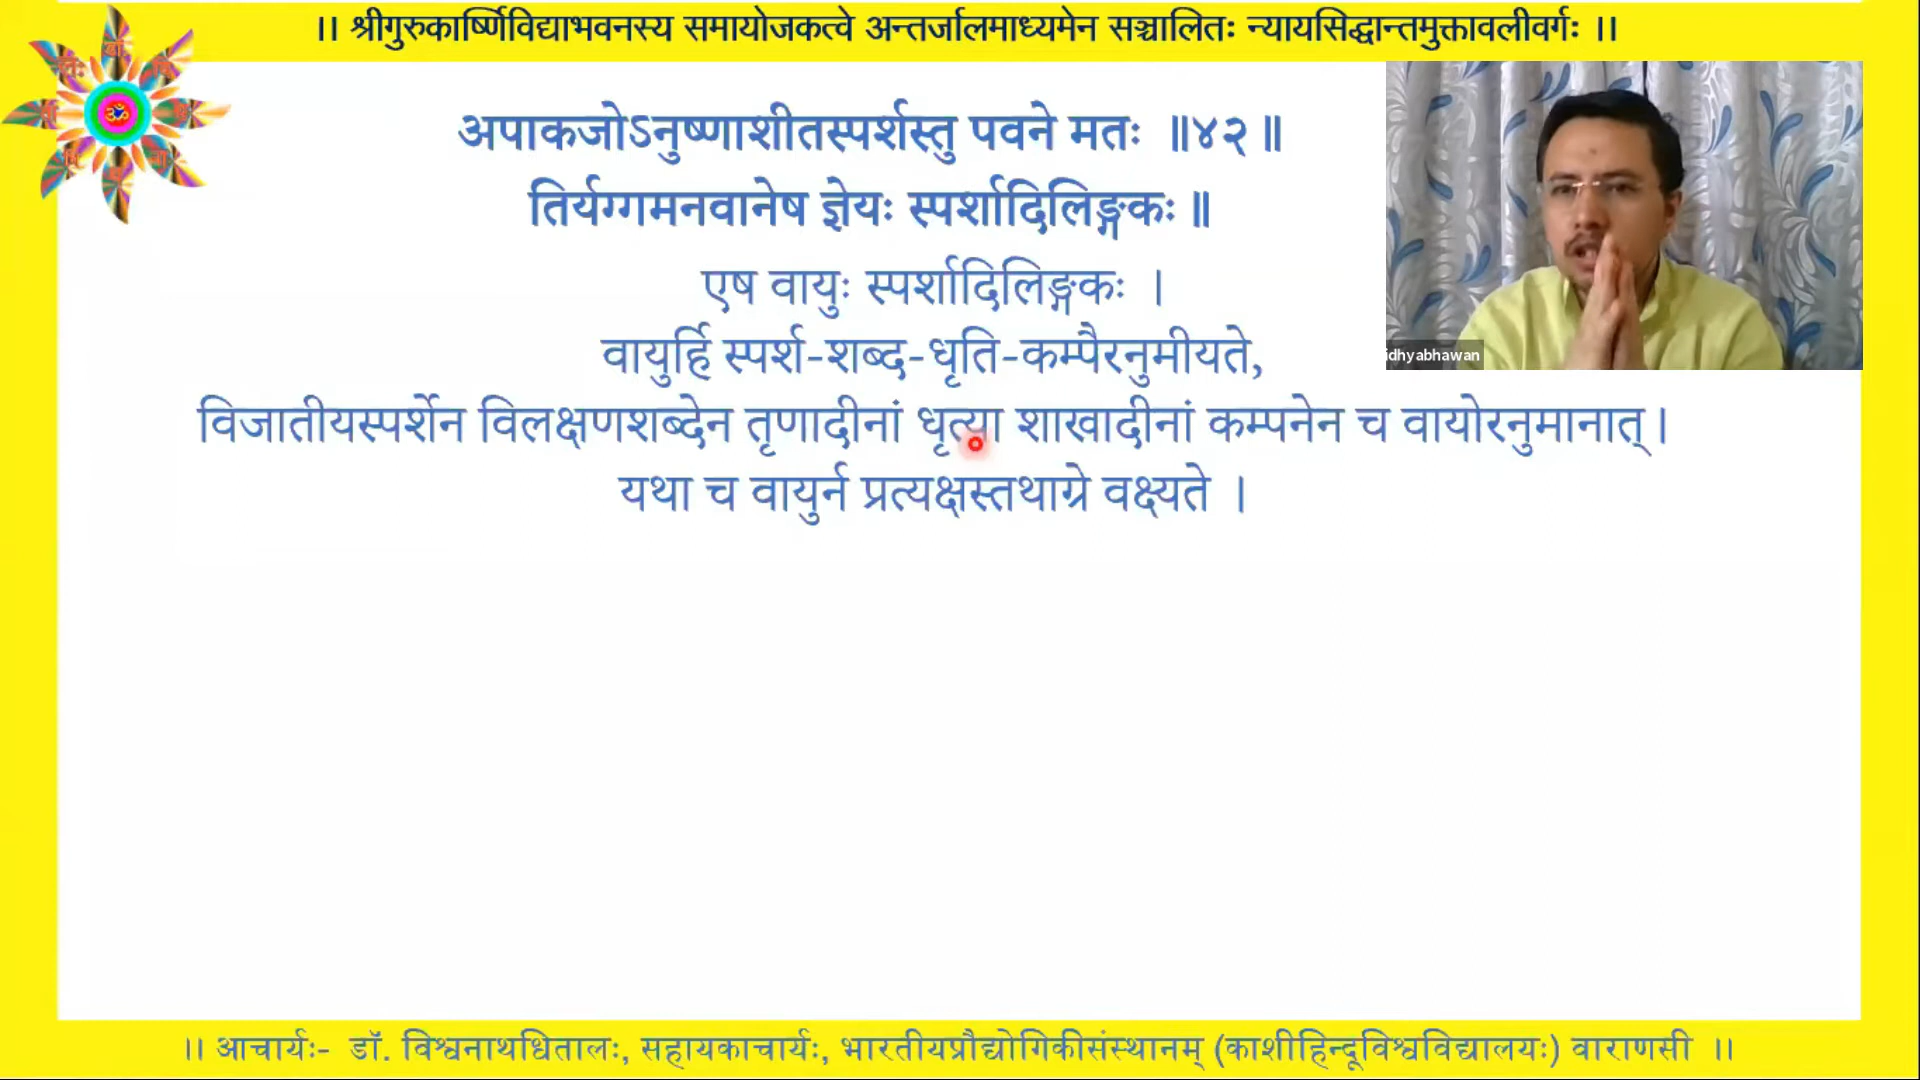 ।। श्रीगुरुकार्ष्णिविद्याभवनस्य समायोजकत्वे अन्तर्जालमाध्यमेन सञ्चालितः न्यायसिद्धान्तमुक्तावलीवर्गः ।।
अपाकजोऽनुष्णाशीतस्पर्शस्तु पवने मतः ॥४२॥
तिर्यग्गमनवानेष ज्ञेयः स्पर्शादिलिङ्गकः॥
एष वायुः स्पर्शादिलिङ्गकः ।
वायुर्हि स्पर्श-शब्द-धृति-कम्पैरनुमीयते,
विजातीयस्पर्शेन विलक्षणशब्देन तृणादीनां धृत्या शाखादीनां कम्पनेन च वायोरनुमानात्।
यथा च वायुर्न प्रत्यक्षस्तथाग्रे वक्ष्यते ।
idhyabhawan
।। आचार्यः- डॉ. विश्वनाथधितालः, सहायकाचार्यः, भारतीयप्रौद्योगिकीसंस्थानम् (काशीहिन्दूविश्वविद्यालयः) वाराणसी ।।